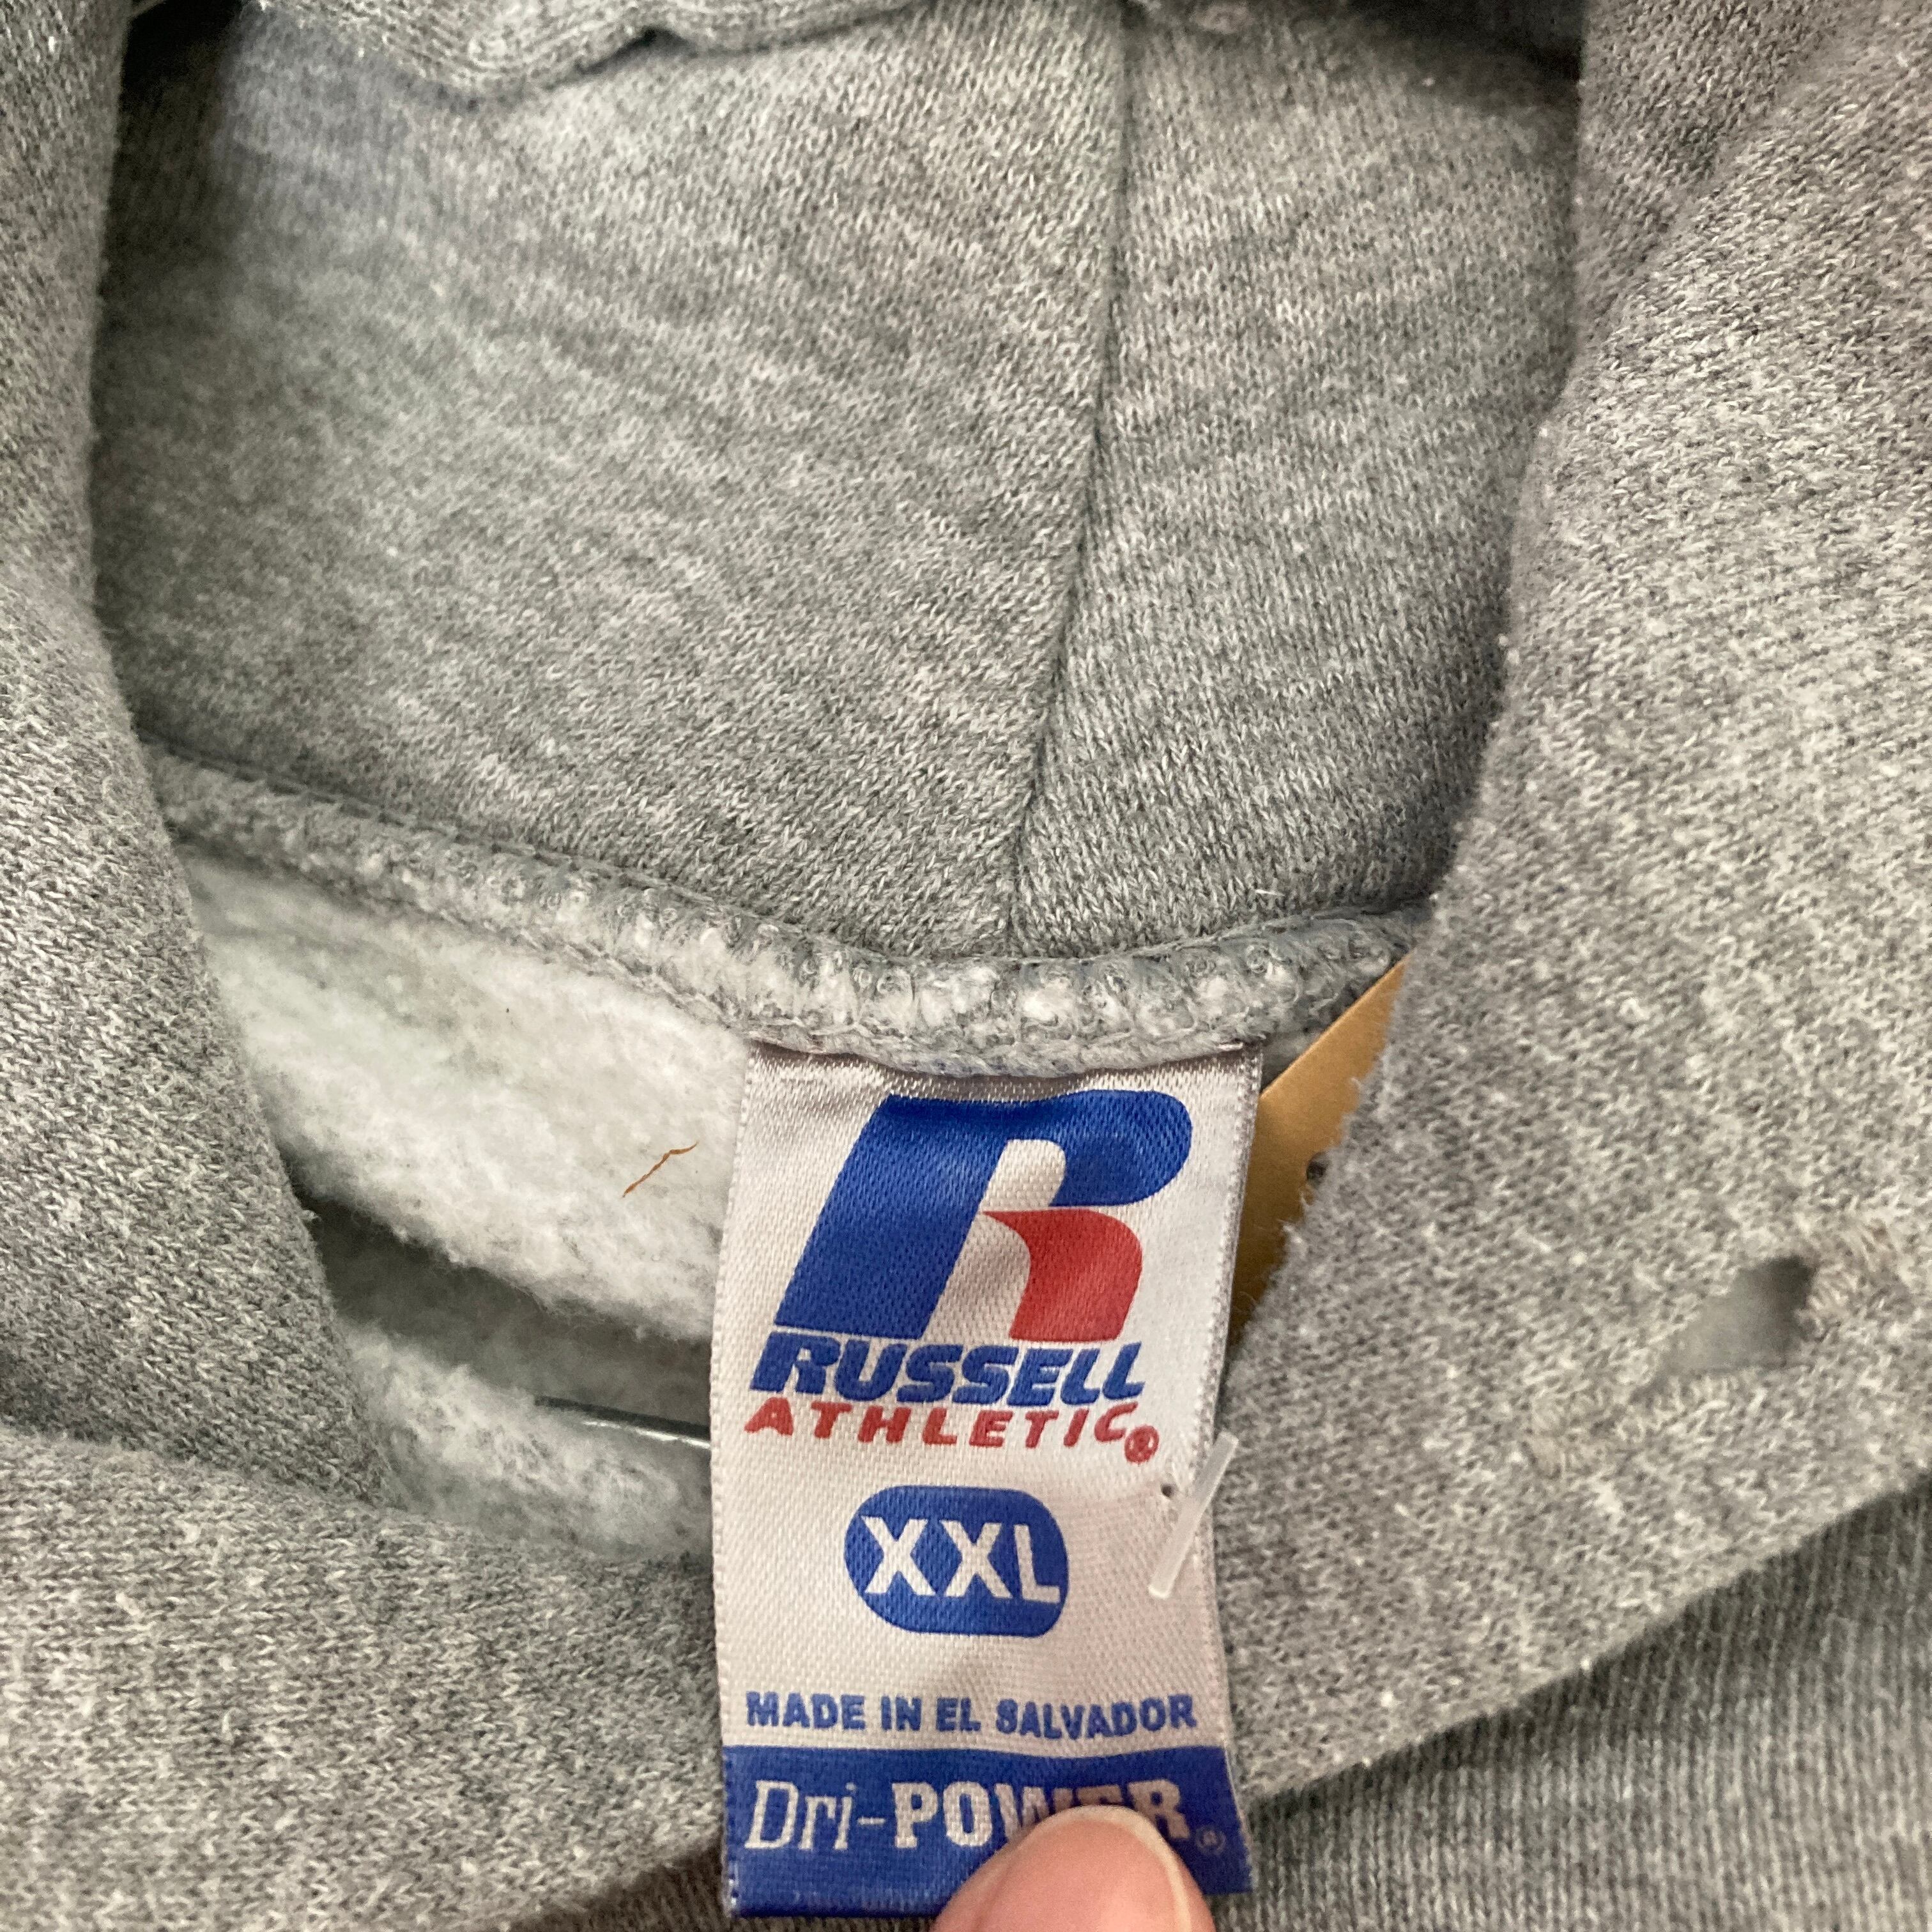 R
RUSSELL
ATHLETIC®
XXL
MADE IN EL SALVADOR
Dri-POWER®